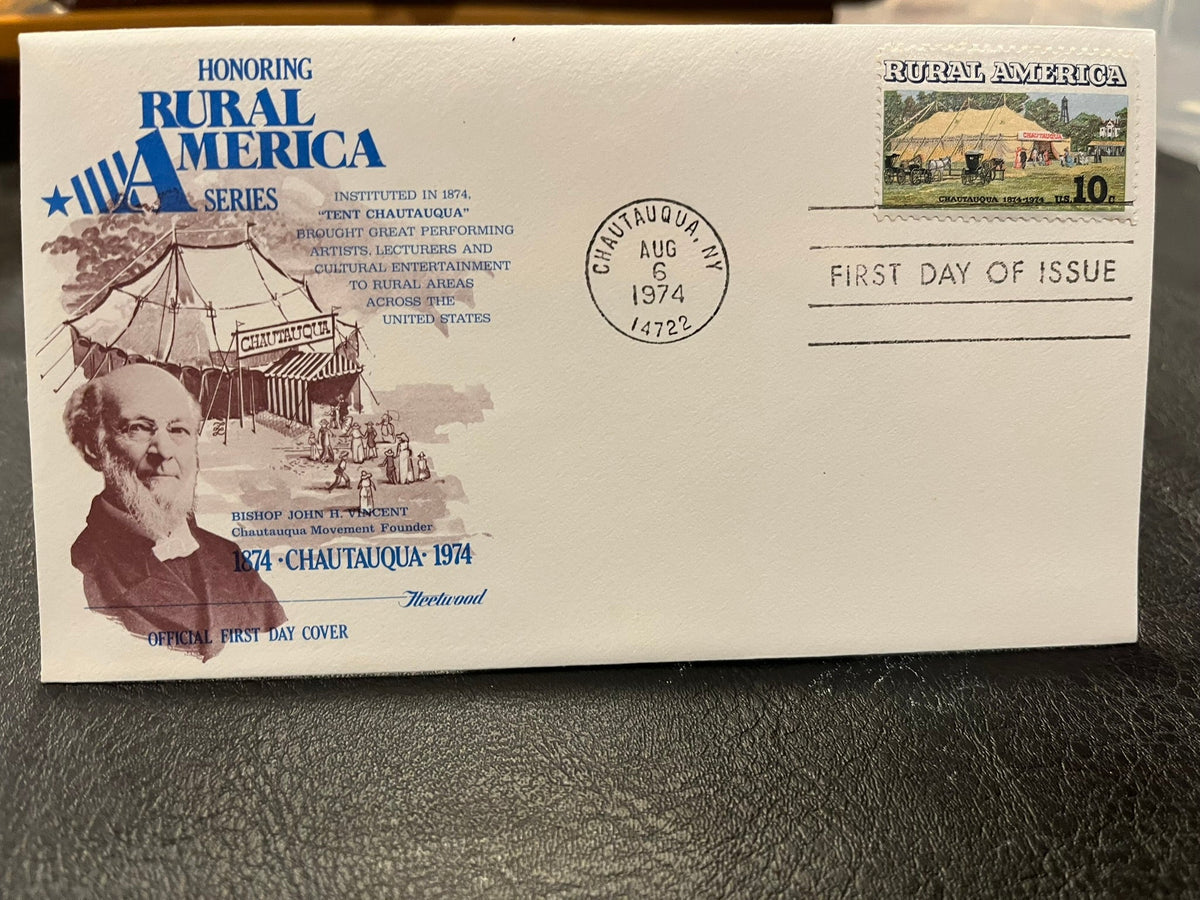 HONORING
RURAL
AMERICA
SERIES
INSTITUTED IN 1874,
"TENT CHAUTAUQUA"
BROUGHT GREAT PERFORMING
ARTISTS, LECTURERS AND
CULTURAL ENTERTAINMENT
TO RURAL AREAS
ACROSS THE
UNITED STATES
CHAUTAUQUA
BISHOP JOHN H. VINCENT
Chautauqua Movement Founder
1874 · CHAUTAUQUA · 1974
Fleetwood
OFFICIAL FIRST DAY COVER
CHAUTAUQUA, NY
AUG
6
1974
14722
RURAL AMERICA
CHAUTAUQUA
CHAUTAUQUA 1874-1974 U.S. 10c
FIRST DAY OF ISSUE